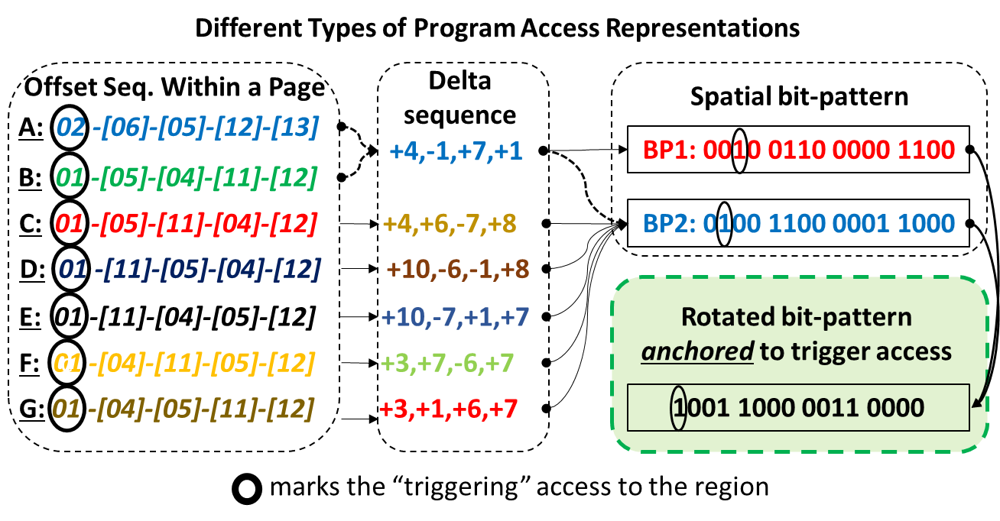 Different Types of Program Access Representations
Offset Seq. Within a Page
A: 02 -[06]-[05]-[12]-[13]
B: 01 -[05]-[04]-[11]-[12]
C: 01 -[05]-[11]-[04]-[12]
D: 01 -[11]-[05]-[04]-[12]
E: 01 -[11]-[04]-[05]-[12]
F: 01 -[04]-[11]-[05]-[12]
G: 01 -[04]-[05]-[11]-[12]
Delta
sequence
+4,-1,+7,+1
+4,+6,-7,+8
+10,-6,-1,+8
+10,-7,+1,+7
+3,+7,-6,+7
+3,+1,+6,+7
Spatial bit-pattern
BP1: 0010 0110 0000 1100
BP2: 0100 1100 0001 1000
Rotated bit-pattern
anchored to trigger access
1001 1000 0011 0000
marks the “triggering” access to the region